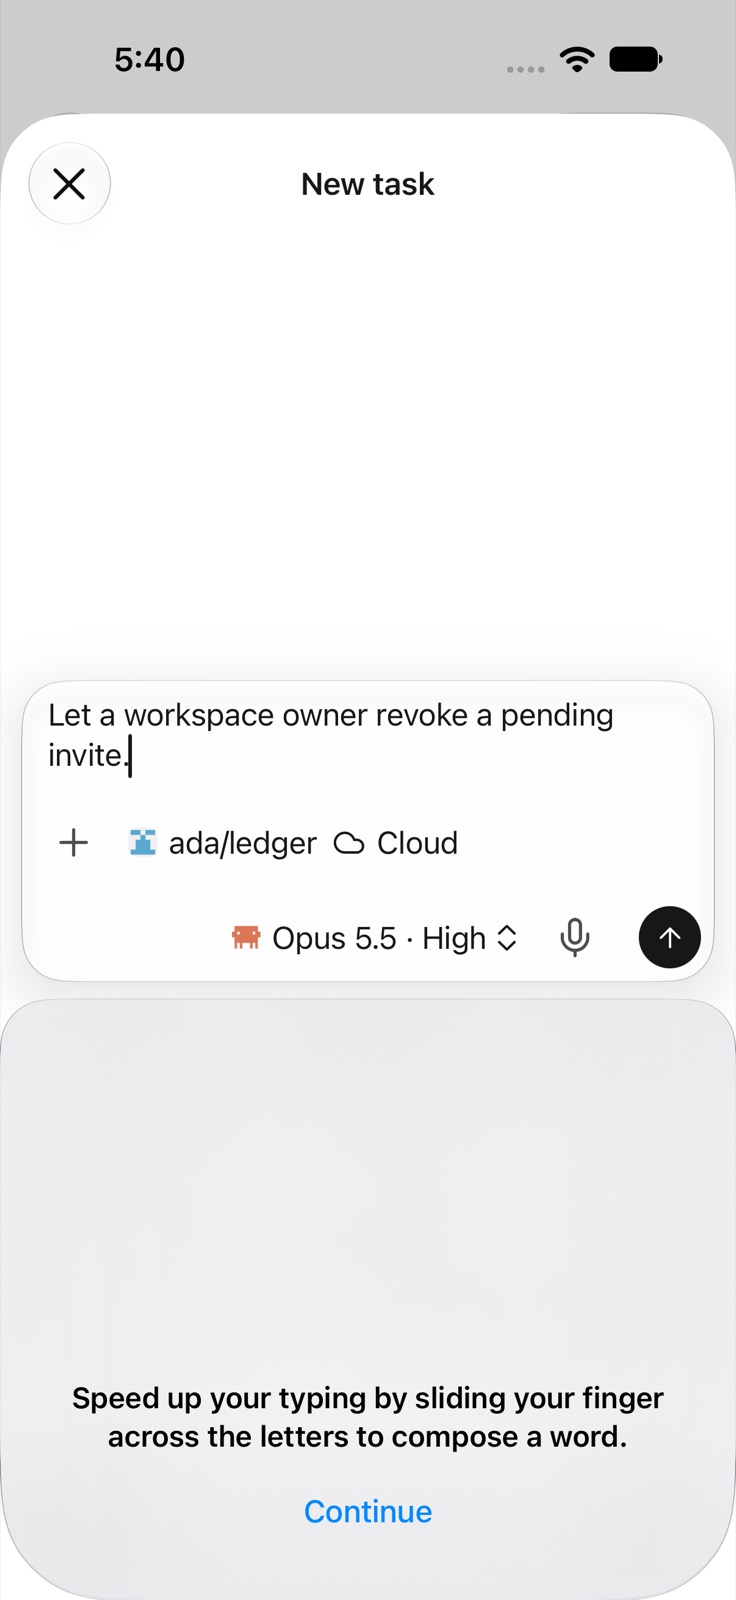 5:40
New task
Let a workspace owner revoke a pending
invite.
ada/ledger Cloud
Opus 5.5 · High
Speed up your typing by sliding your finger
across the letters to compose a word.
Continue